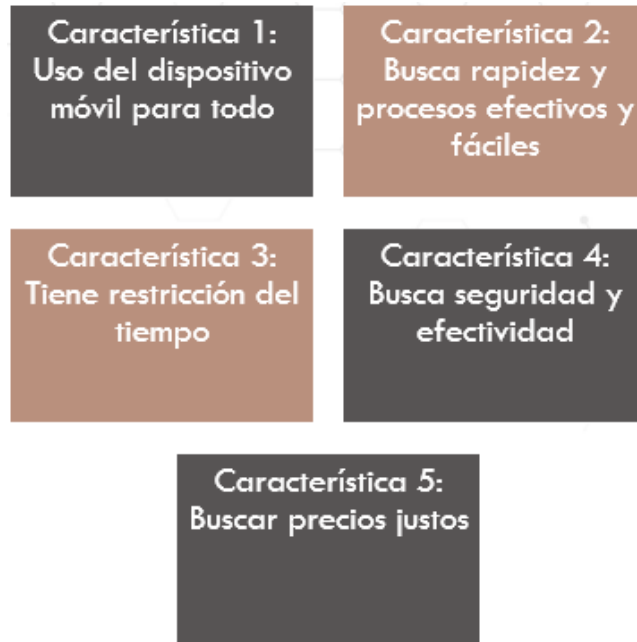 Característica 1:
Uso del dispositivo
móvil para todo
Característica 2:
Busca rapidez y
procesos efectivos y
fáciles
Característica 3:
Tiene restricción del
tiempo
Característica 4:
Busca seguridad y
efectividad
Característica 5:
Buscar precios justos